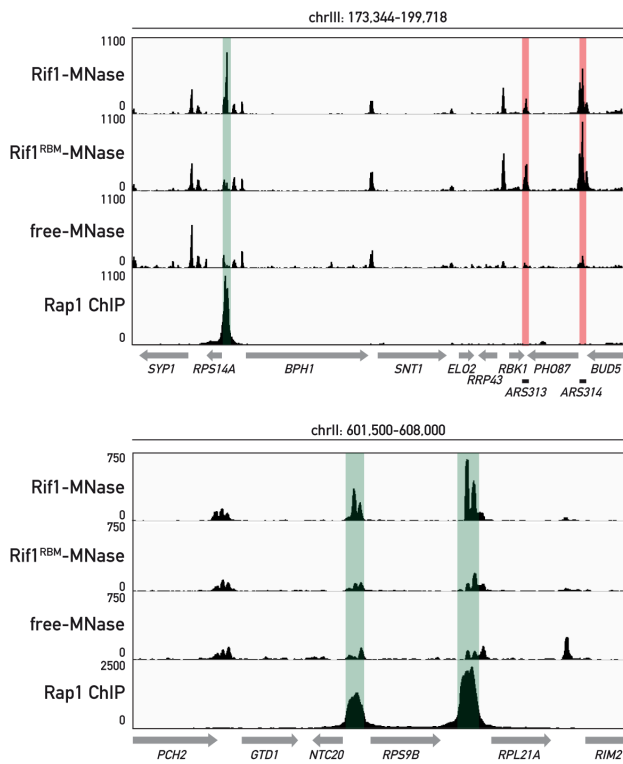 chrIII: 173,344-199,718
1100
Rif1-MNase
0
1100
Rif1RBM-MNase
0
1100
free-MNase
0
1100
Rap1 ChIP
0
SYP1 RPS14A BPH1 SNT1 ELO2 RRP43 RBK1 PHO87 BUD5
ARS313 ARS314
chrII: 601,500-608,000
750
Rif1-MNase
0
750
Rif1RBM-MNase
0
750
free-MNase
0
2500
Rap1 ChIP
0
PCH2 GTD1 NTC20 RPS9B RPL21A RIM2